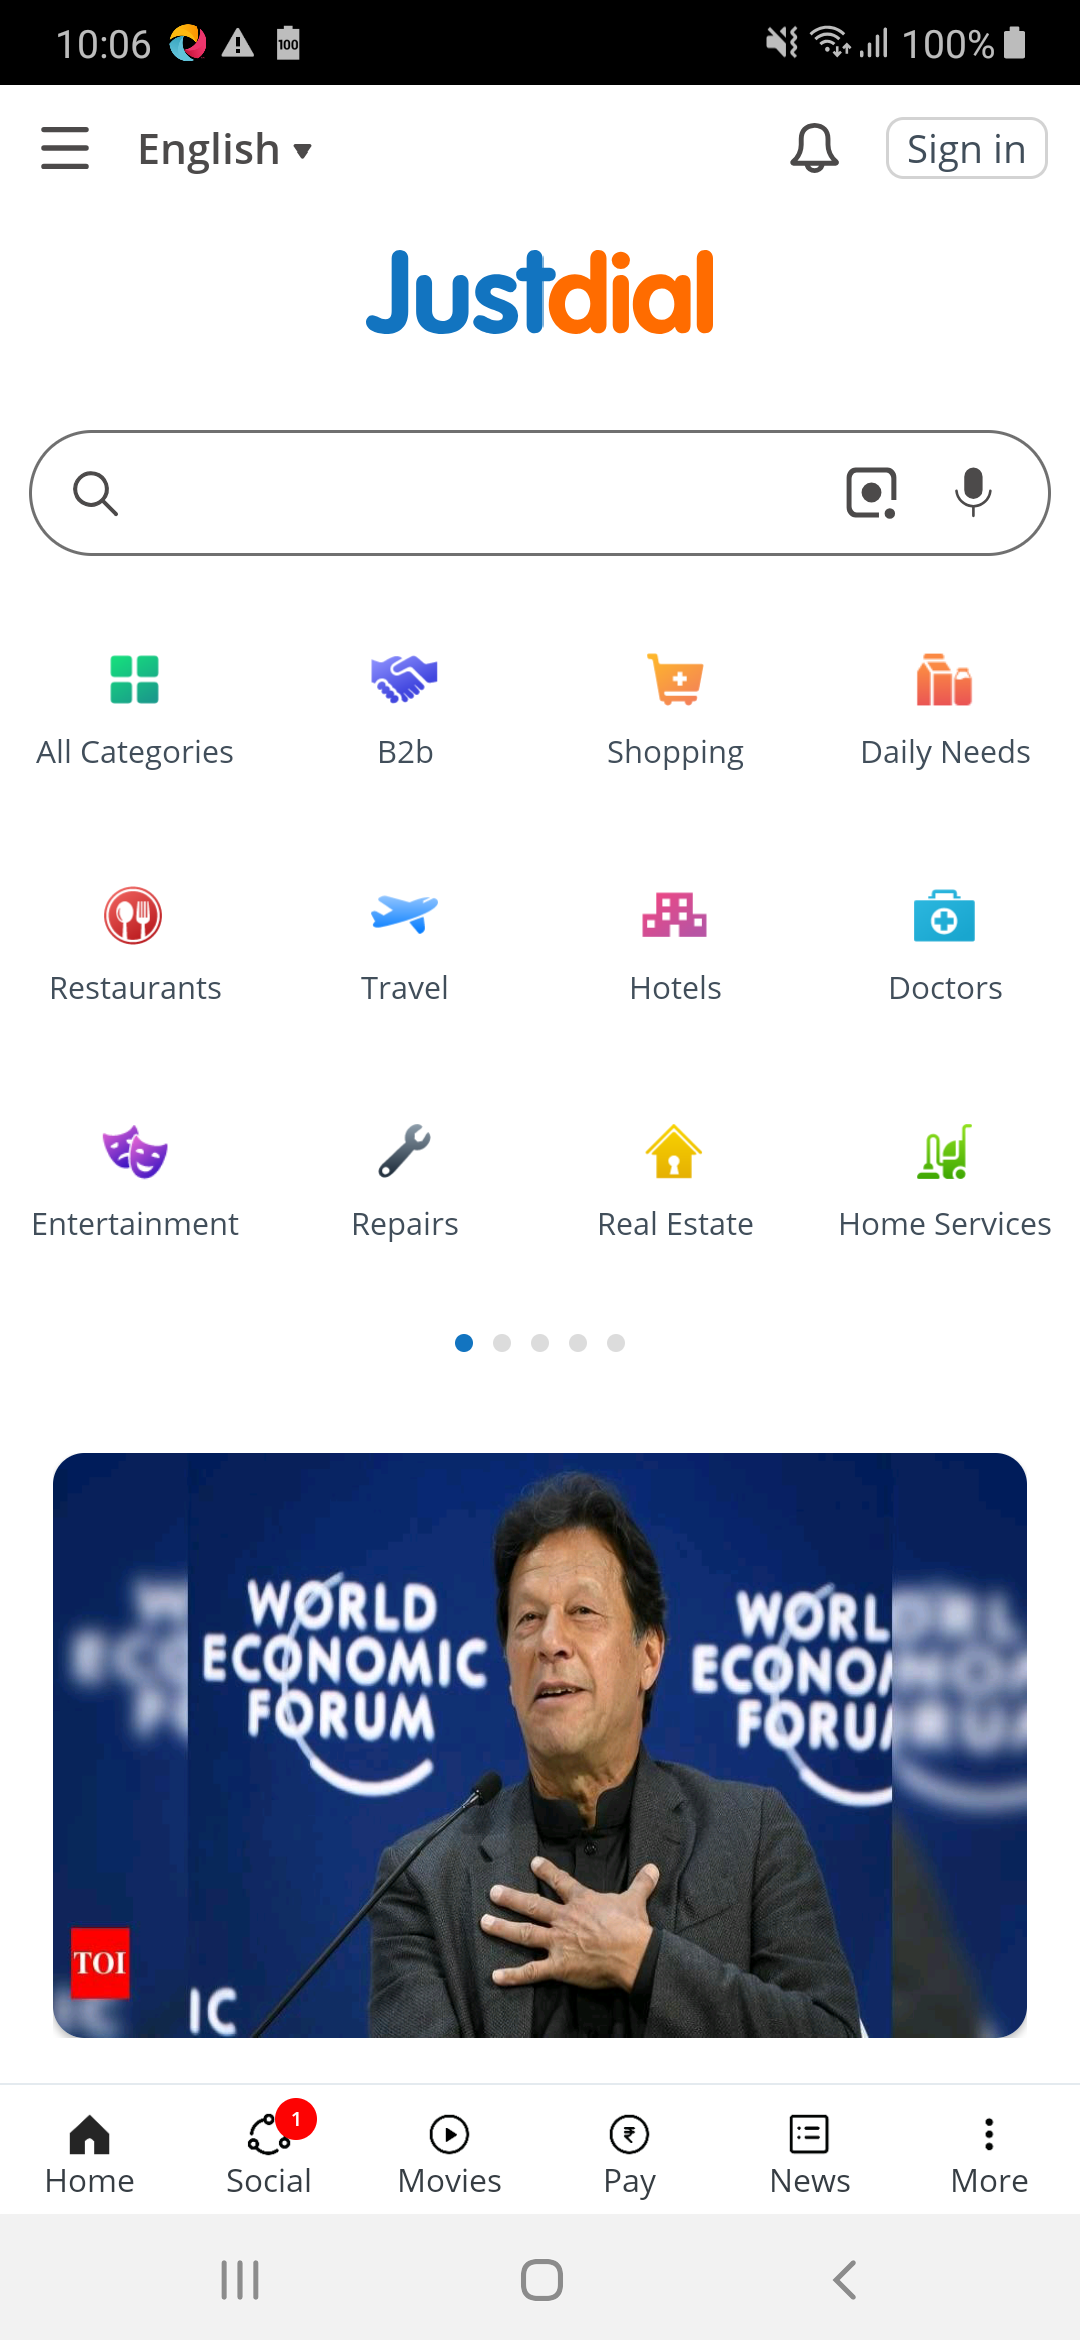 10:06 100 100%
English Sign in
Justdial
All Categories B2b Shopping Daily Needs
Restaurants Travel Hotels Doctors
Entertainment Repairs Real Estate Home Services
WORLD
ECONOMIC
FORUM
WORL
ECONO
FORU
TOI
IC
1
Home Social Movies Pay News More